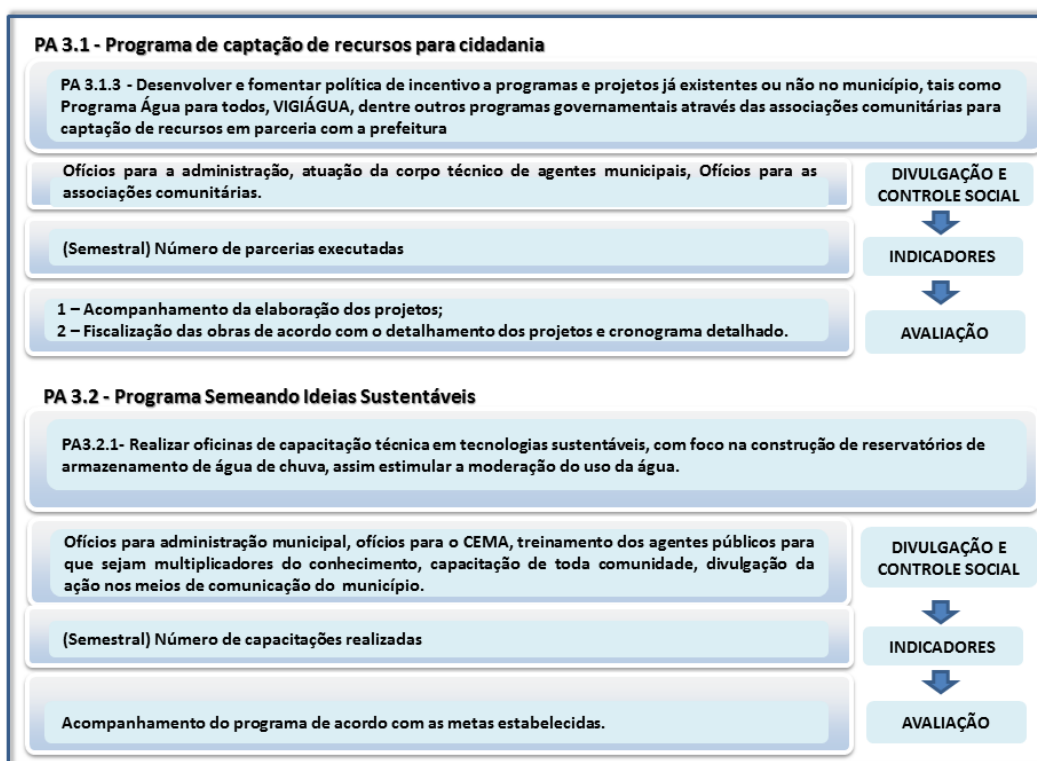 PA 3.1 - Programa de captação de recursos para cidadania
PA 3.1.3 - Desenvolver e fomentar política de incentivo a programas e projetos já existentes ou não no município, tais como
Programa Água para todos, VIGIÁGUA, dentre outros programas governamentais através das associações comunitárias para
captação de recursos em parceria com a prefeitura
Ofícios para a administração, atuação da corpo técnico de agentes municipais, Ofícios para as
associações comunitárias.
DIVULGAÇÃO E
CONTROLE SOCIAL
(Semestral) Número de parcerias executadas
INDICADORES
1 – Acompanhamento da elaboração dos projetos;
2 – Fiscalização das obras de acordo com o detalhamento dos projetos e cronograma detalhado.
AVALIAÇÃO
PA 3.2 - Programa Semeando Ideias Sustentáveis
PA3.2.1- Realizar oficinas de capacitação técnica em tecnologias sustentáveis, com foco na construção de reservatórios de
armazenamento de água de chuva, assim estimular a moderação do uso da água.
Ofícios para administração municipal, ofícios para o CEMA, treinamento dos agentes públicos para
que sejam multiplicadores do conhecimento, capacitação de toda comunidade, divulgação da
ação nos meios de comunicação do município.
DIVULGAÇÃO E
CONTROLE SOCIAL
(Semestral) Número de capacitações realizadas
INDICADORES
Acompanhamento do programa de acordo com as metas estabelecidas.
AVALIAÇÃO